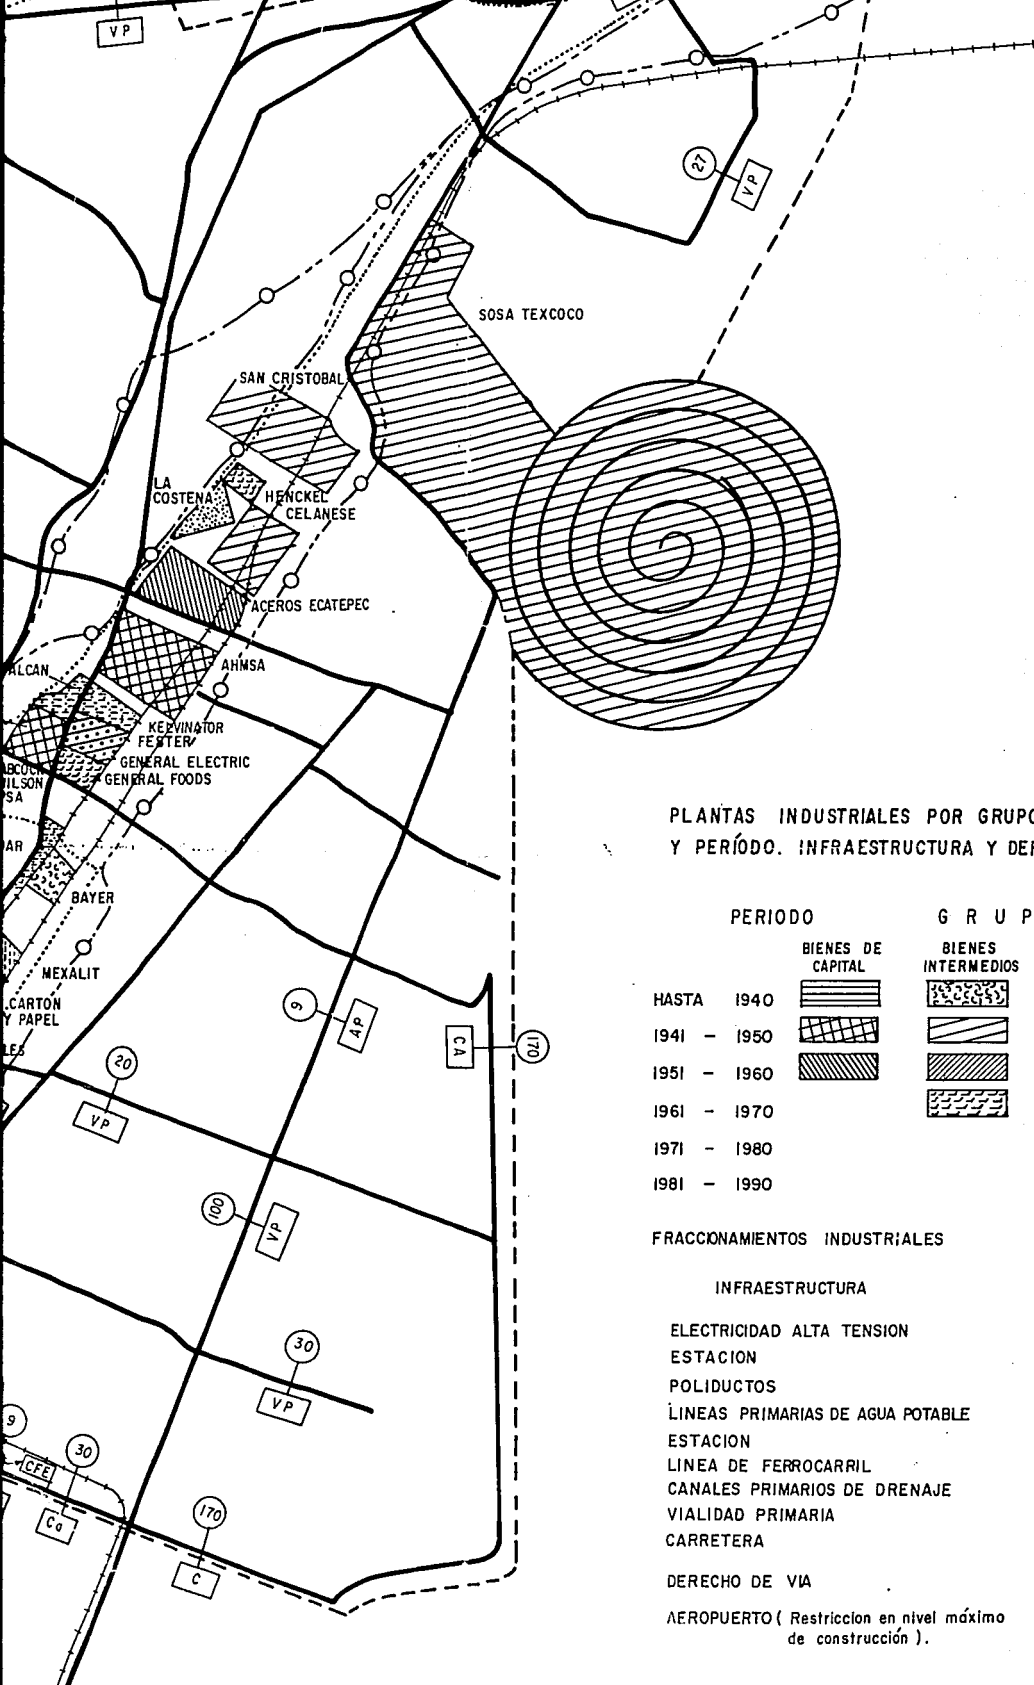 VP
27
VP
SOSA TEXCOCO
SAN CRISTOBAL
LA
COSTENA
HENCKEL
CELANESE
ACEROS ECATEPEC
AHMSA
ALCAN
KELVINATOR
FESTER
GENERAL ELECTRIC
GENERAL FOODS
BAYER
MEXALIT
CARTON
Y PAPEL
9
AP
CA
170
20
VP
100
VP
30
VP
9
CFE
30
Ca
170
C
PLANTAS INDUSTRIALES POR GRUPO
Y PERÍODO. INFRAESTRUCTURA Y DE
PERIODO G R U P
BIENES DE BIENES
CAPITAL INTERMEDIOS
HASTA 1940
1941 - 1950
1951 - 1960
1961 - 1970
1971 - 1980
1981 - 1990
FRACCIONAMIENTOS INDUSTRIALES
INFRAESTRUCTURA
ELECTRICIDAD ALTA TENSION
ESTACION
POLIDUCTOS
LINEAS PRIMARIAS DE AGUA POTABLE
ESTACION
LINEA DE FERROCARRIL
CANALES PRIMARIOS DE DRENAJE
VIALIDAD PRIMARIA
CARRETERA
DERECHO DE VIA
AEROPUERTO ( Restriccion en nivel máximo
de construcción ).